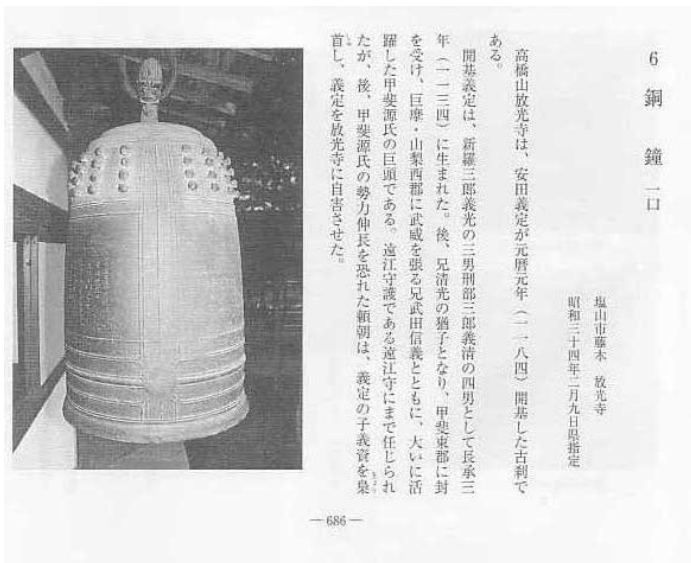 6 銅鐘 一口
塩山市藤木 放光寺
昭和三十四年二月九日県指定
高橋山放光寺は、安田義定が元暦元年(一一八四)開基した古刹で
ある。
開基義定は、新羅三郎義光の三男刑部三郎義清の四男として長承三
年(一一三四)に生まれた。後、兄清光の猶子となり、甲斐東郡に封
を受け、巨摩・山梨西郡に武威を張る兄武田信義とともに、大いに活
躍した甲斐源氏の巨頭である。遠江守護である遠江守にまで任じられ
たが、後、甲斐源氏の勢力伸長を恐れた頼朝は、義定の子義資を梟
首し、義定を放光寺に自害させた。
—686—